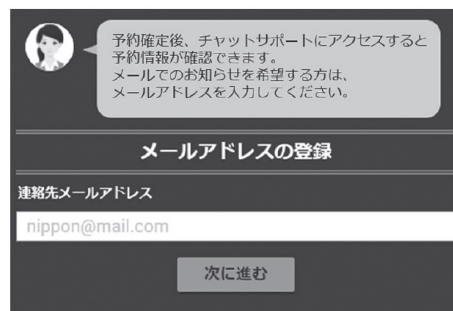 予約確定後、チャットサポートにアクセスすると
予約情報が確認できます。
メールでのお知らせを希望する方は、
メールアドレスを入力してください。
メールアドレスの登録
連絡先メールアドレス
nippon@mail.com
次に進む